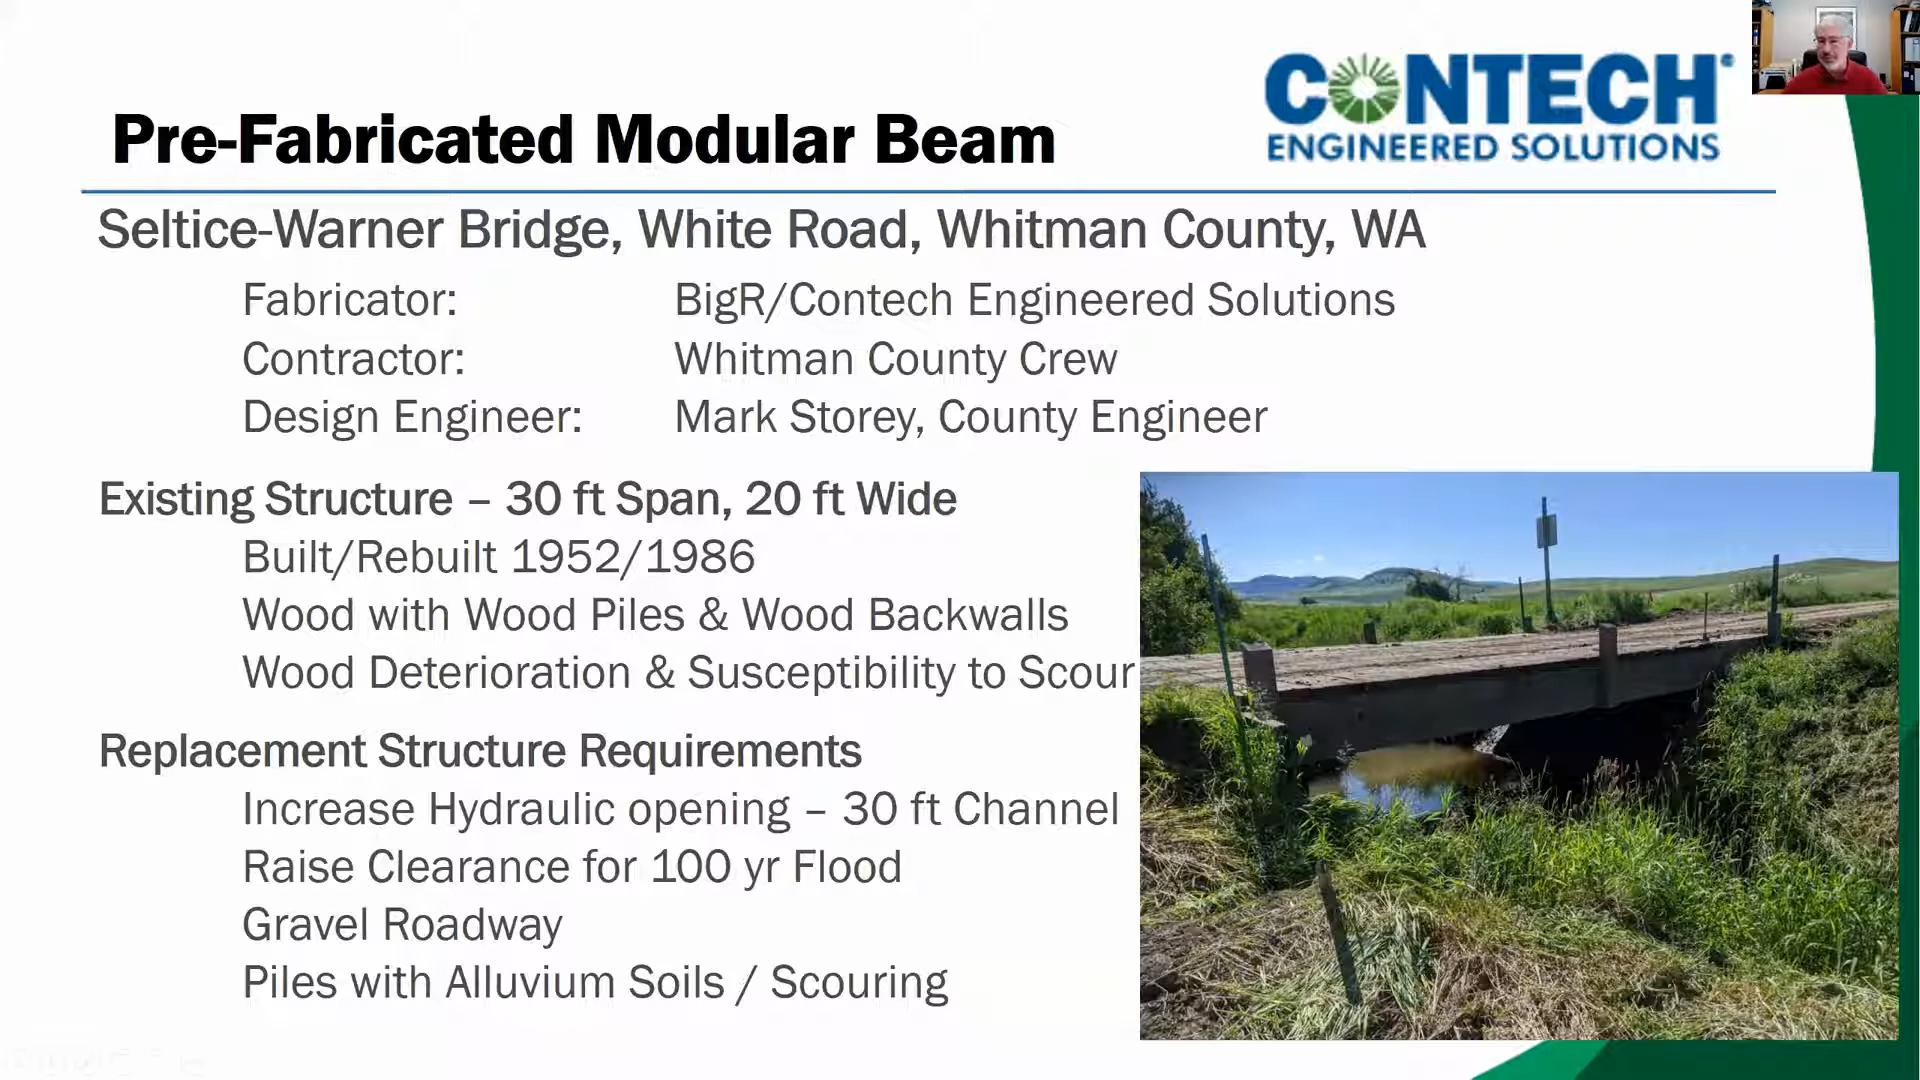 CONTECH®
ENGINEERED SOLUTIONS
Pre-Fabricated Modular Beam
Seltice-Warner Bridge, White Road, Whitman County, WA
Fabricator: BigR/Contech Engineered Solutions
Contractor: Whitman County Crew
Design Engineer: Mark Storey, County Engineer
Existing Structure – 30 ft Span, 20 ft Wide
Built/Rebuilt 1952/1986
Wood with Wood Piles & Wood Backwalls
Wood Deterioration & Susceptibility to Scour
Replacement Structure Requirements
Increase Hydraulic opening – 30 ft Channel
Raise Clearance for 100 yr Flood
Gravel Roadway
Piles with Alluvium Soils / Scouring